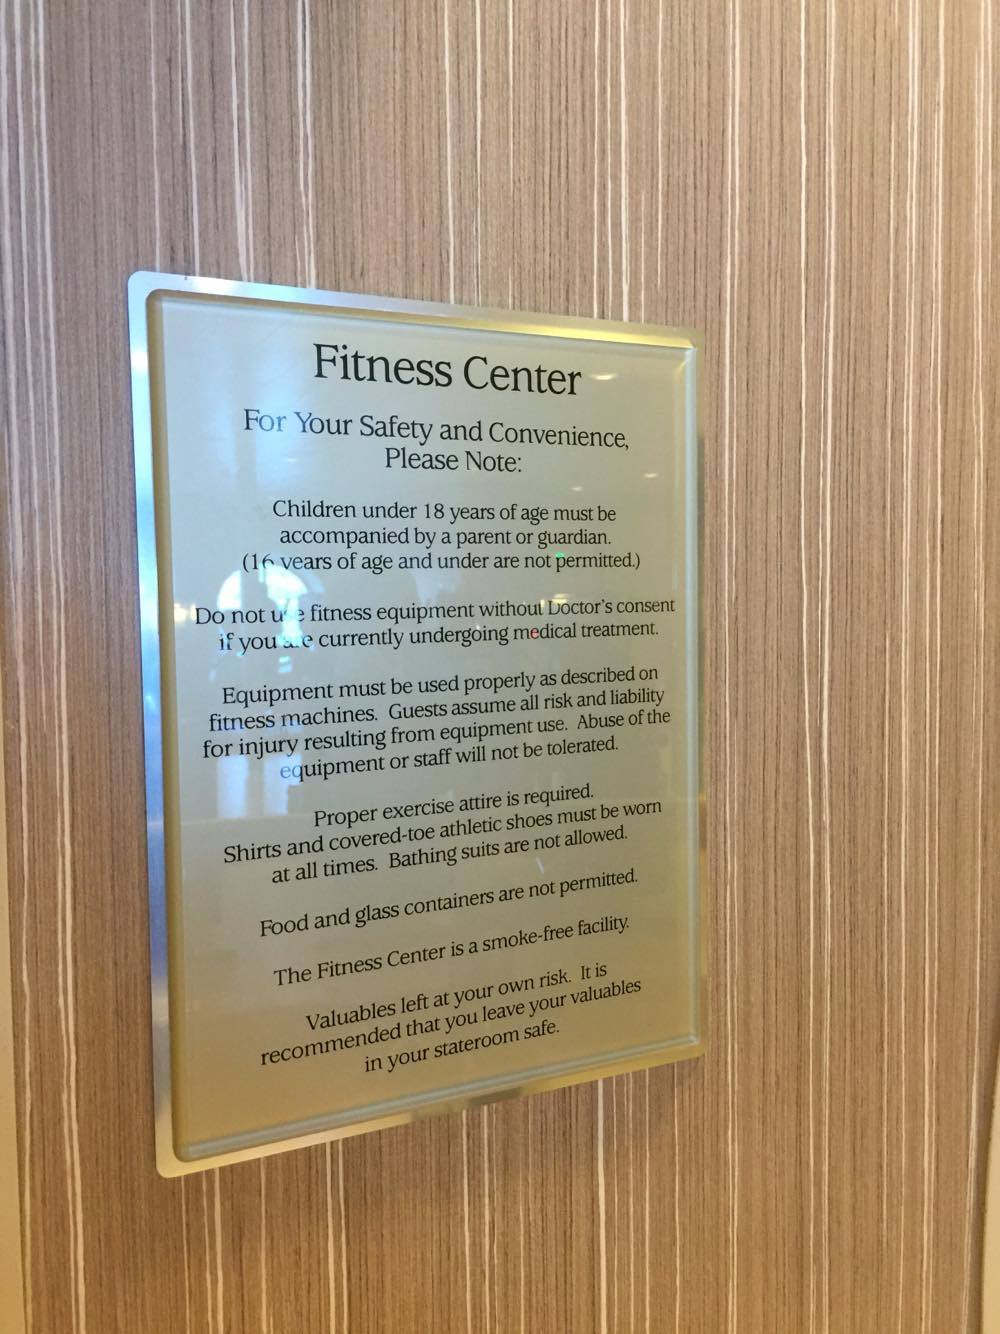 Fitness Center
For Your Safety and Convenience,
Please Note:
Children under 18 years of age must be
accompanied by a parent or guardian.
(16 years of age and under are not permitted.)
Do not use fitness equipment without Doctor's consent
if you are currently undergoing medical treatment.
Equipment must be used properly as described on
fitness machines. Guests assume all risk and liability
for injury resulting from equipment use. Abuse of the
equipment or staff will not be tolerated.
Proper exercise attire is required.
Shirts and covered-toe athletic shoes must be worn
at all times. Bathing suits are not allowed.
Food and glass containers are not permitted.
The Fitness Center is a smoke-free facility.
Valuables left at your own risk. It is
recommended that you leave your valuables
in your stateroom safe.